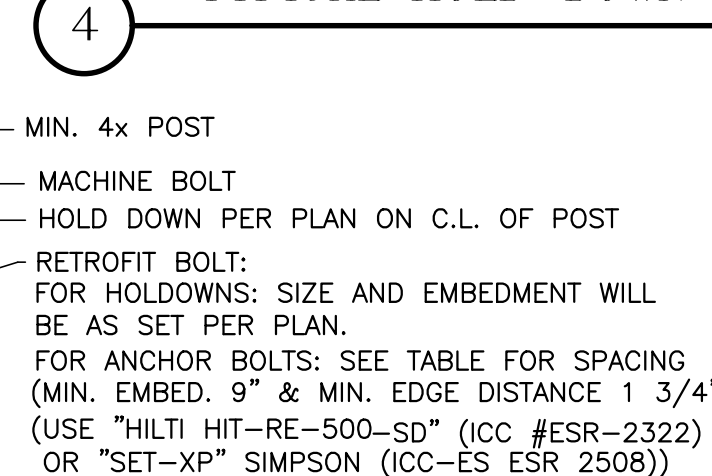 4
MIN. 4x POST
MACHINE BOLT
HOLD DOWN PER PLAN ON C.L. OF POST
RETROFIT BOLT:
FOR HOLDOWNS: SIZE AND EMBEDMENT WILL
BE AS SET PER PLAN.
FOR ANCHOR BOLTS: SEE TABLE FOR SPACING
(MIN. EMBED. 9" & MIN. EDGE DISTANCE 1 3/4"
(USE "HILTI HIT-RE-500-SD" (ICC #ESR-2322)
OR "SET-XP" SIMPSON (ICC-ES ESR 2508))